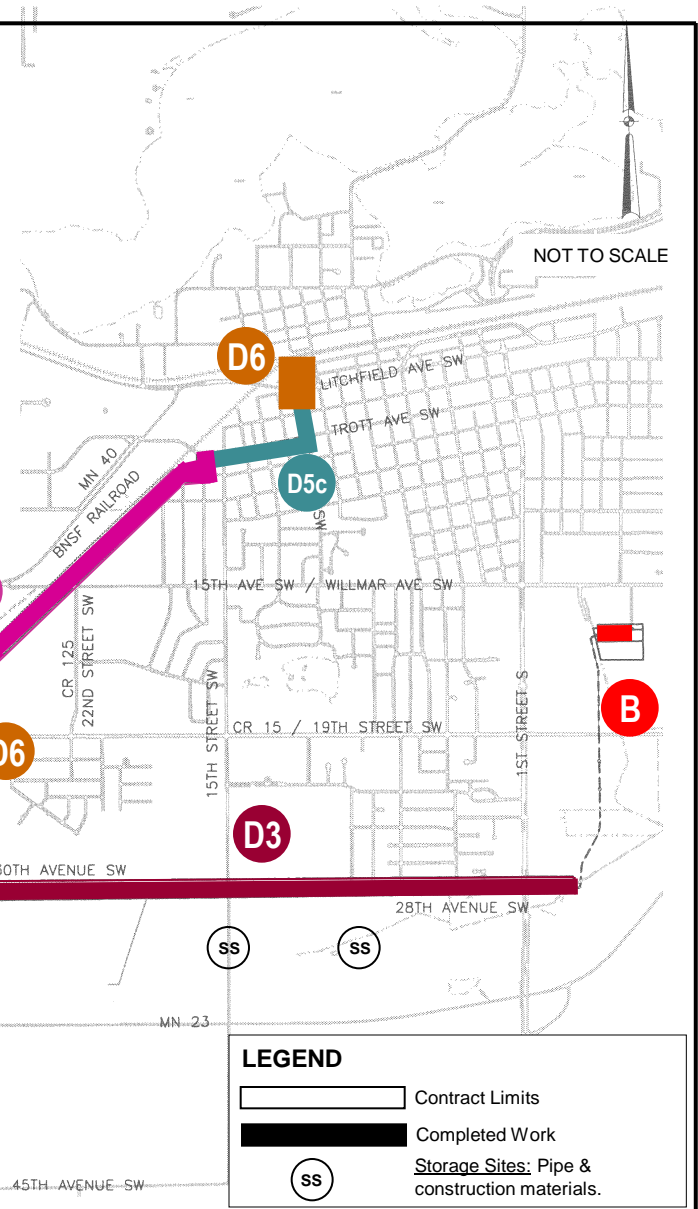 NOT TO SCALE
D6
LITCHFIELD AVE SW
TROTT AVE SW
MN 40
D5c
BNSF RAILROAD
SW
15TH AVE SW / WILLMAR AVE SW
CR 125
22ND STREET SW
15TH STREET SW
1ST STREET S
B
CR 15 / 19TH STREET SW
D6
D3
30TH AVENUE SW
28TH AVENUE SW
SS
SS
MN 23
LEGEND
Contract Limits
Completed Work
SS
Storage Sites: Pipe &
construction materials.
45TH AVENUE SW